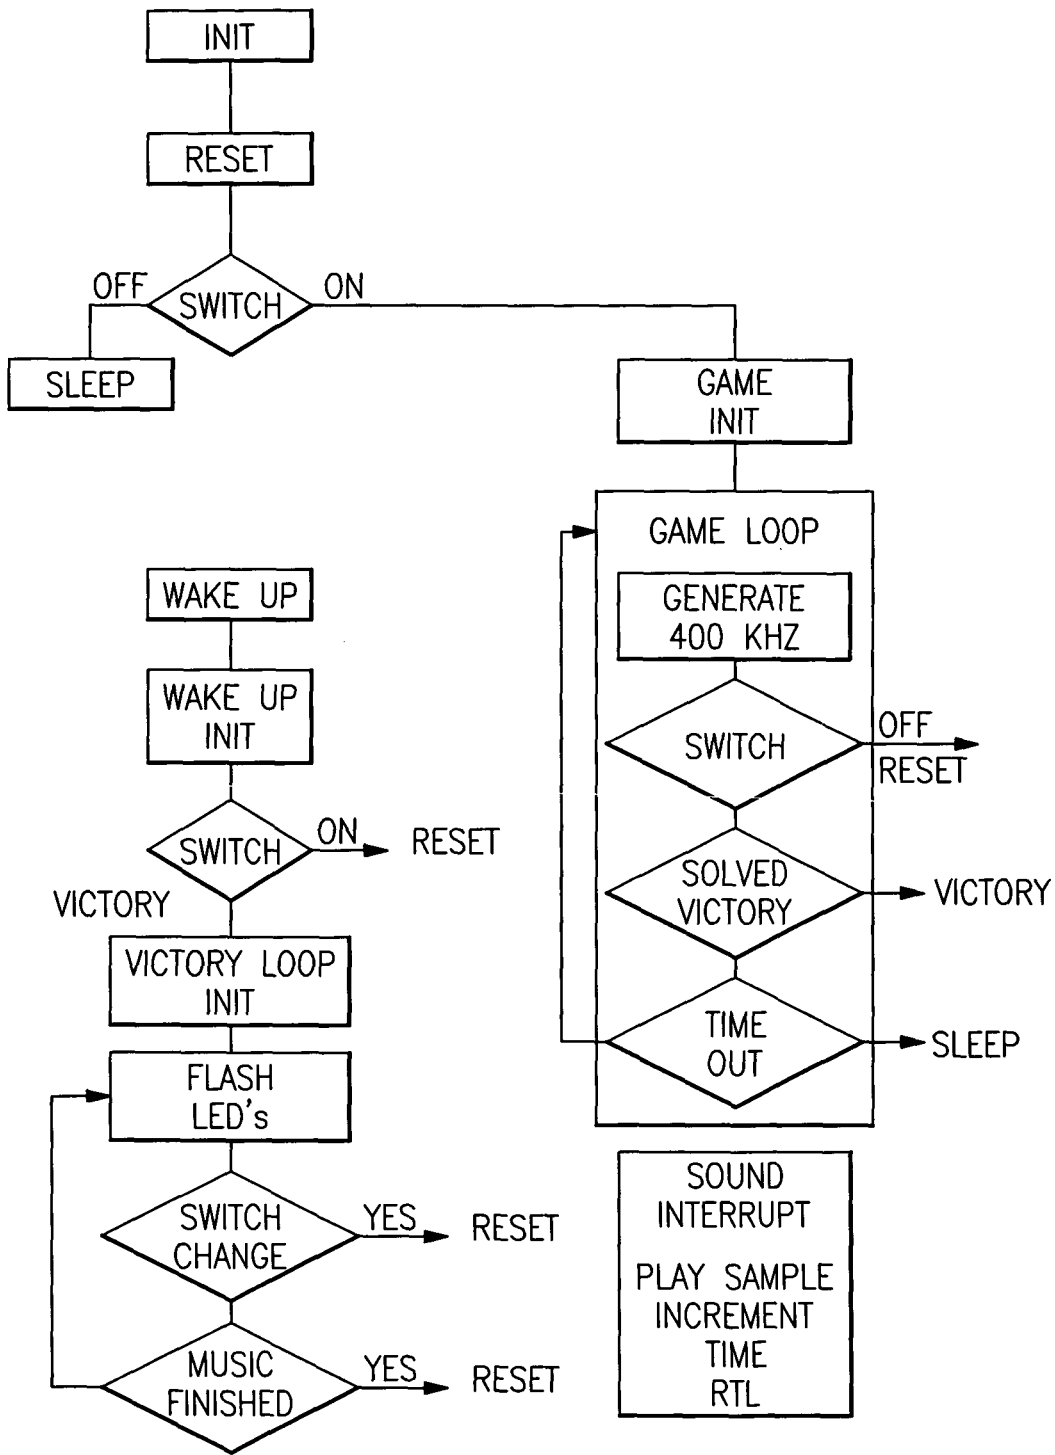 INIT
RESET
OFF
SWITCH
ON
SLEEP
GAME
INIT
GAME LOOP
GENERATE
400 KHZ
SWITCH
OFF
RESET
SOLVED
VICTORY
VICTORY
TIME
OUT
SLEEP
WAKE UP
WAKE UP
INIT
SWITCH
ON
RESET
VICTORY
VICTORY LOOP
INIT
FLASH
LED's
SWITCH
CHANGE
YES
RESET
MUSIC
FINISHED
YES
RESET
SOUND
INTERRUPT
PLAY SAMPLE
INCREMENT
TIME
RTL